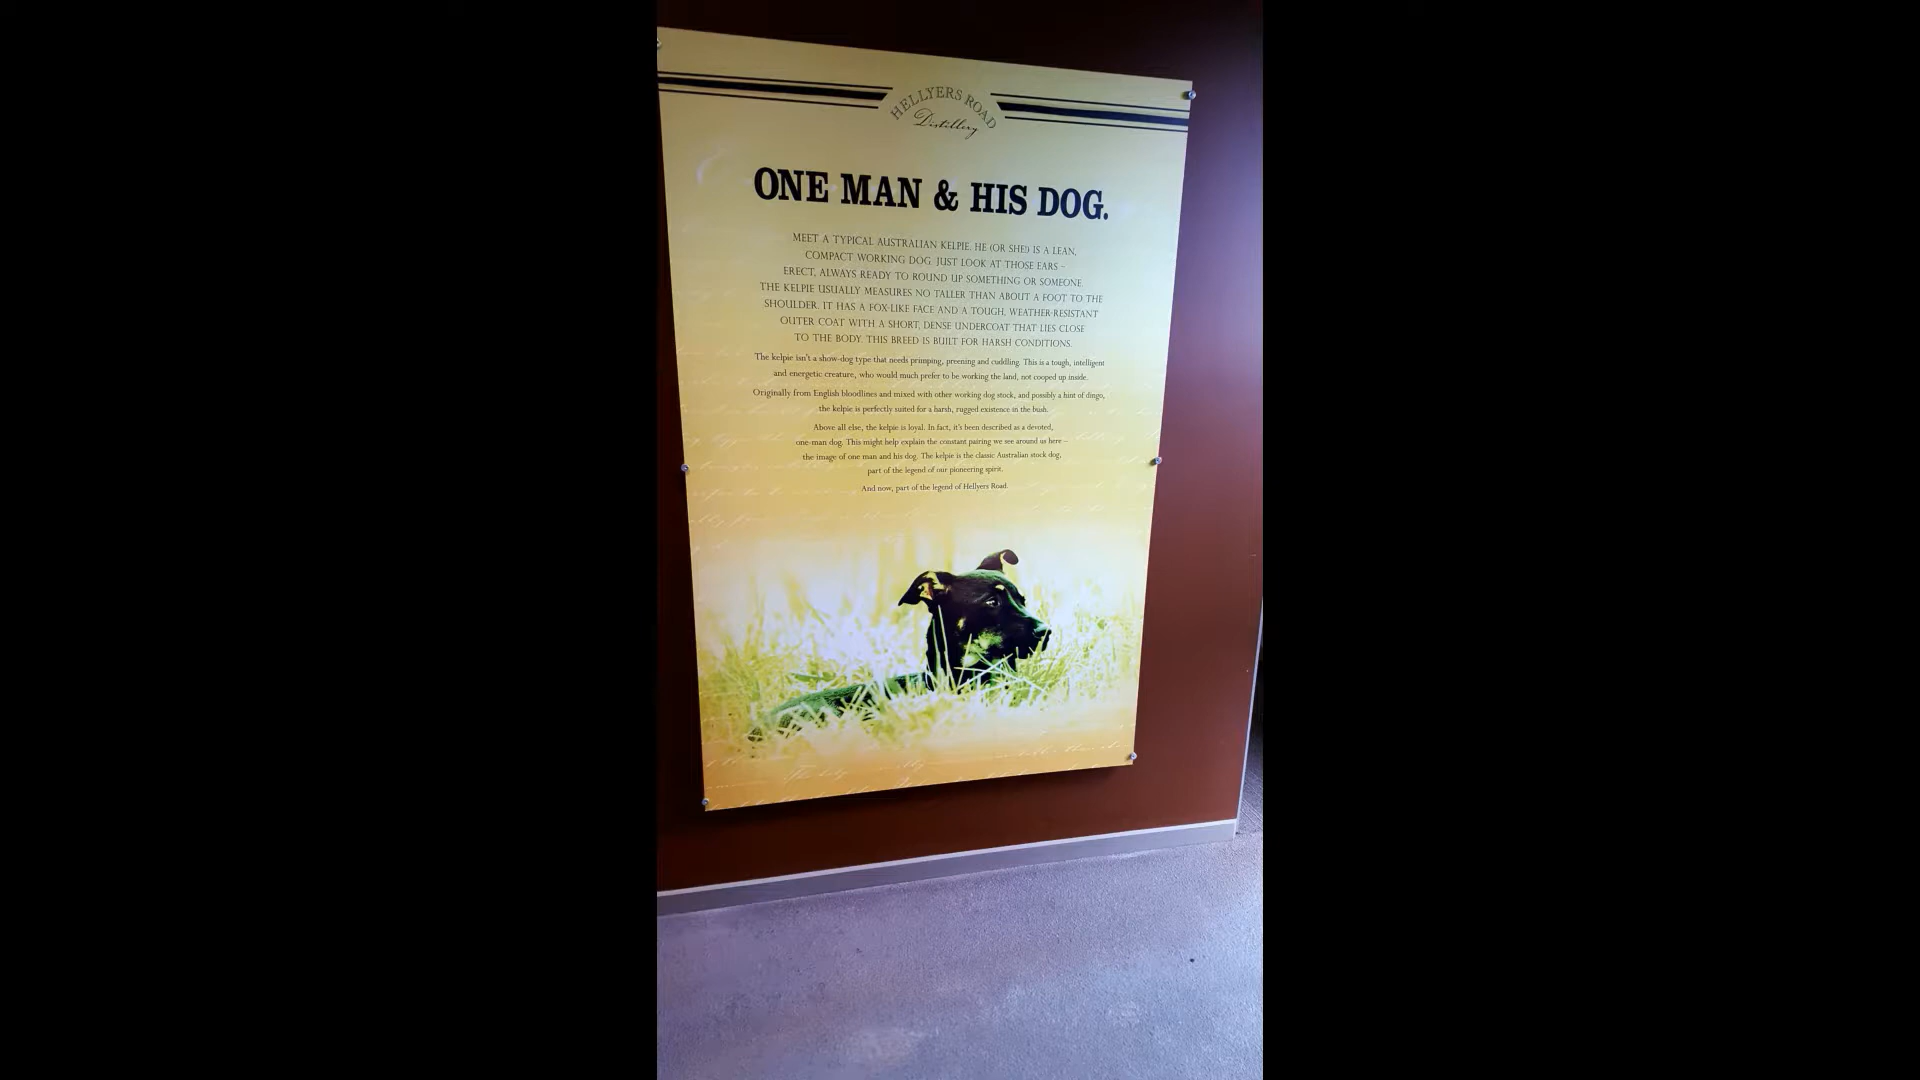 HELLYERS ROAD
Distillery
ONE MAN & HIS DOG.
MEET A TYPICAL AUSTRALIAN KELPIE. HE (OR SHE!) IS A LEAN,
COMPACT WORKING DOG. JUST LOOK AT THOSE EARS –
ERECT, ALWAYS READY TO ROUND UP SOMETHING OR SOMEONE.
THE KELPIE USUALLY MEASURES NO TALLER THAN ABOUT A FOOT TO THE
SHOULDER. IT HAS A FOX-LIKE FACE AND A TOUGH, WEATHER-RESISTANT
OUTER COAT WITH A SHORT, DENSE UNDERCOAT THAT LIES CLOSE
TO THE BODY. THIS BREED IS BUILT FOR HARSH CONDITIONS.
The kelpie isn't a show-dog type that needs primping, preening and cuddling. This is a tough, intelligent
and energetic creature, who would much prefer to be working the land, not cooped up inside.
Originally from English bloodlines and mixed with other working dog stock, and possibly a hint of dingo,
the kelpie is perfectly suited for a harsh, rugged existence in the bush.
Above all else, the kelpie is loyal. In fact, it's been described as a devoted,
one-man dog. This might help explain the constant pairing we see around us here –
the image of one man and his dog. The kelpie is the classic Australian stock dog,
part of the legend of our pioneering spirit.
And now, part of the legend of Hellyers Road.